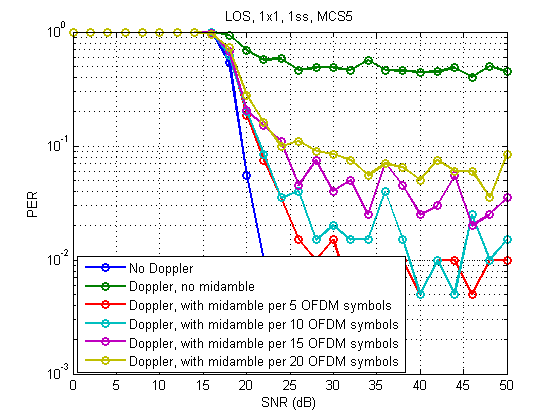 LOS, 1x1, 1ss, MCS5
10^0
10^-1
10^-2
10^-3
PER
No Doppler
Doppler, no midamble
Doppler, with midamble per 5 OFDM symbols
Doppler, with midamble per 10 OFDM symbols
Doppler, with midamble per 15 OFDM symbols
Doppler, with midamble per 20 OFDM symbols
0 5 10 15 20 25 30 35 40 45 50
SNR (dB)